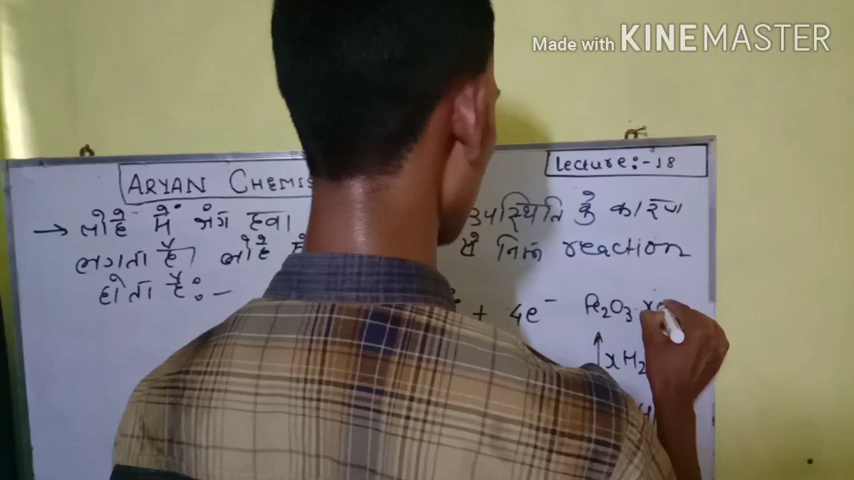 Made with KINEMASTER
Lecture:-18
ARYAN CHEMIS
→ लोहे में जंग हवा उपस्थिति के कारण
लगता है। लोहे से निम्न reaction
होता है:-
+ 4e⁻ Fe₂O₃.x
↑ xH₂